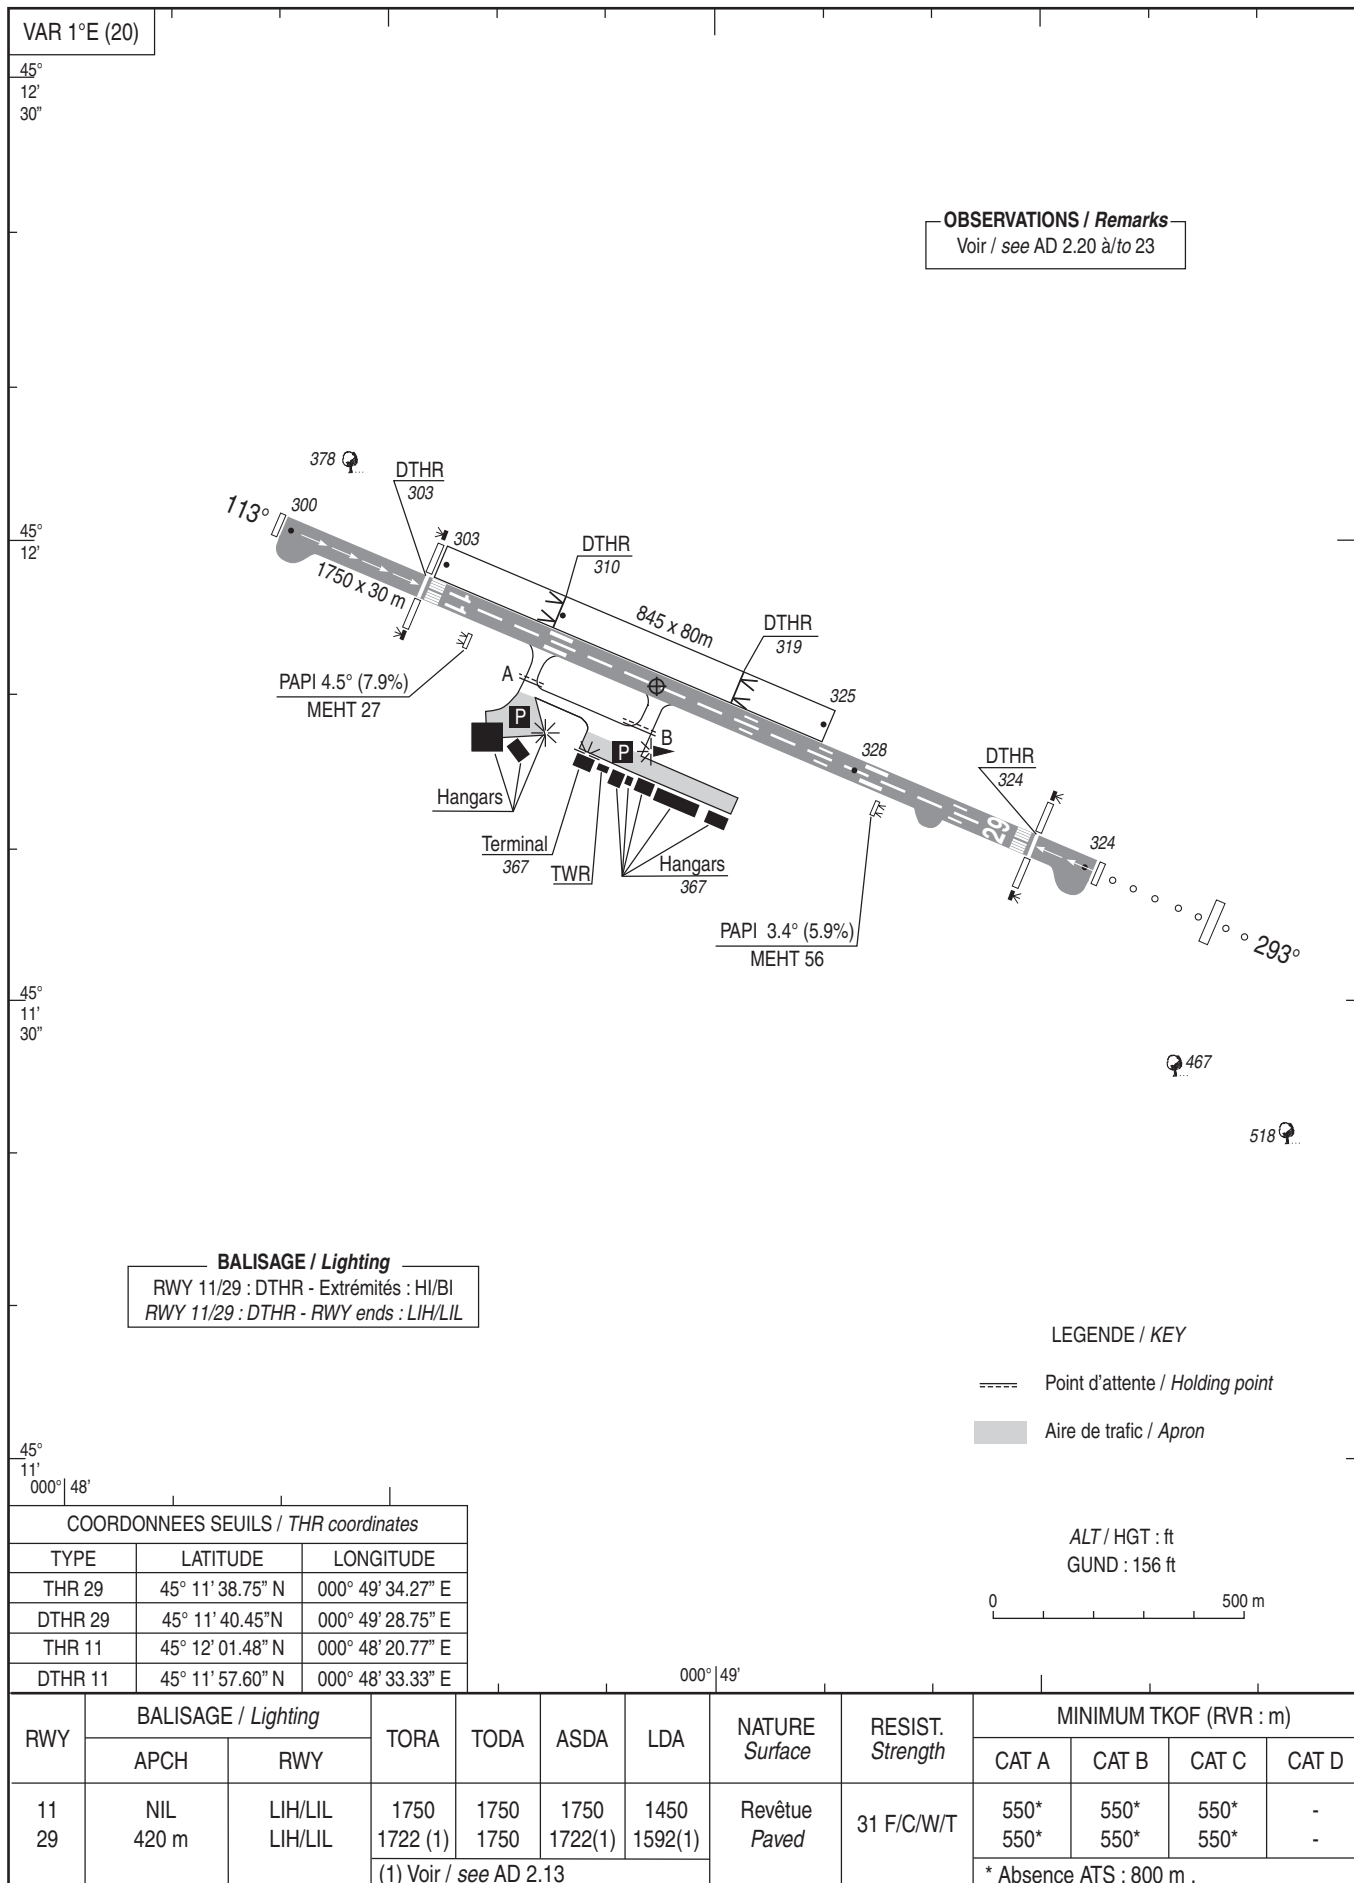 VAR 1°E (20)
45°
12'
30"
OBSERVATIONS / Remarks
Voir / see AD 2.20 à/to 23
378
DTHR
303
113°
300
45°
12'
303
DTHR
310
1750 x 30 m
11
845 x 80m
DTHR
319
A
PAPI 4.5° (7.9%)
MEHT 27
325
P
B
P
328
DTHR
324
Hangars
29
324
Terminal
367
TWR
Hangars
367
PAPI 3.4° (5.9%)
MEHT 56
293°
45°
11'
30"
467
518
BALISAGE / Lighting
RWY 11/29 : DTHR - Extrémités : HI/BI
RWY 11/29 : DTHR - RWY ends : LIH/LIL
LEGENDE / KEY
Point d'attente / Holding point
Aire de trafic / Apron
45°
11'
000° 48'
COORDONNEES SEUILS / THR coordinates
TYPE LATITUDE LONGITUDE
THR 29 45° 11' 38.75" N 000° 49' 34.27" E
DTHR 29 45° 11' 40.45"N 000° 49' 28.75" E
THR 11 45° 12' 01.48" N 000° 48' 20.77" E
DTHR 11 45° 11' 57.60" N 000° 48' 33.33" E
ALT / HGT : ft
GUND : 156 ft
0 500 m
000° 49'
RWY BALISAGE / Lighting TORA TODA ASDA LDA NATURE Surface RESIST. Strength MINIMUM TKOF (RVR : m)
APCH RWY CAT A CAT B CAT C CAT D
11 NIL LIH/LIL 1750 1750 1750 1450 Revêtue 31 F/C/W/T 550* 550* 550* -
29 420 m LIH/LIL 1722 (1) 1750 1722(1) 1592(1) Paved 550* 550* 550* -
(1) Voir / see AD 2.13
* Absence ATS : 800 m .